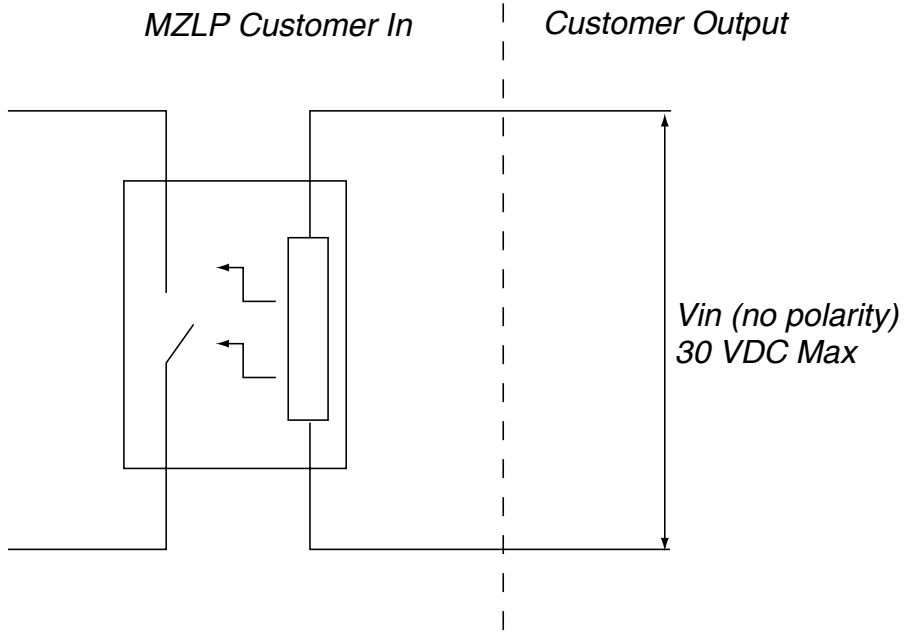 MZLP Customer In
Customer Output
Vin (no polarity)
30 VDC Max